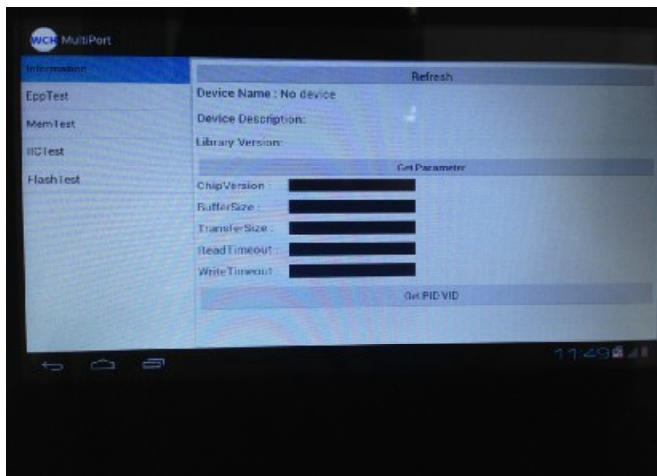 WCH MultiPort
Information
EppTest
MemTest
IICTest
FlashTest
Refresh
Device Name : No device
Device Description:
Library Version:
Get Parameter
ChipVersion :
BufferSize :
TransferSize :
ReadTimeout :
WriteTimeout :
Get PID VID
11:49